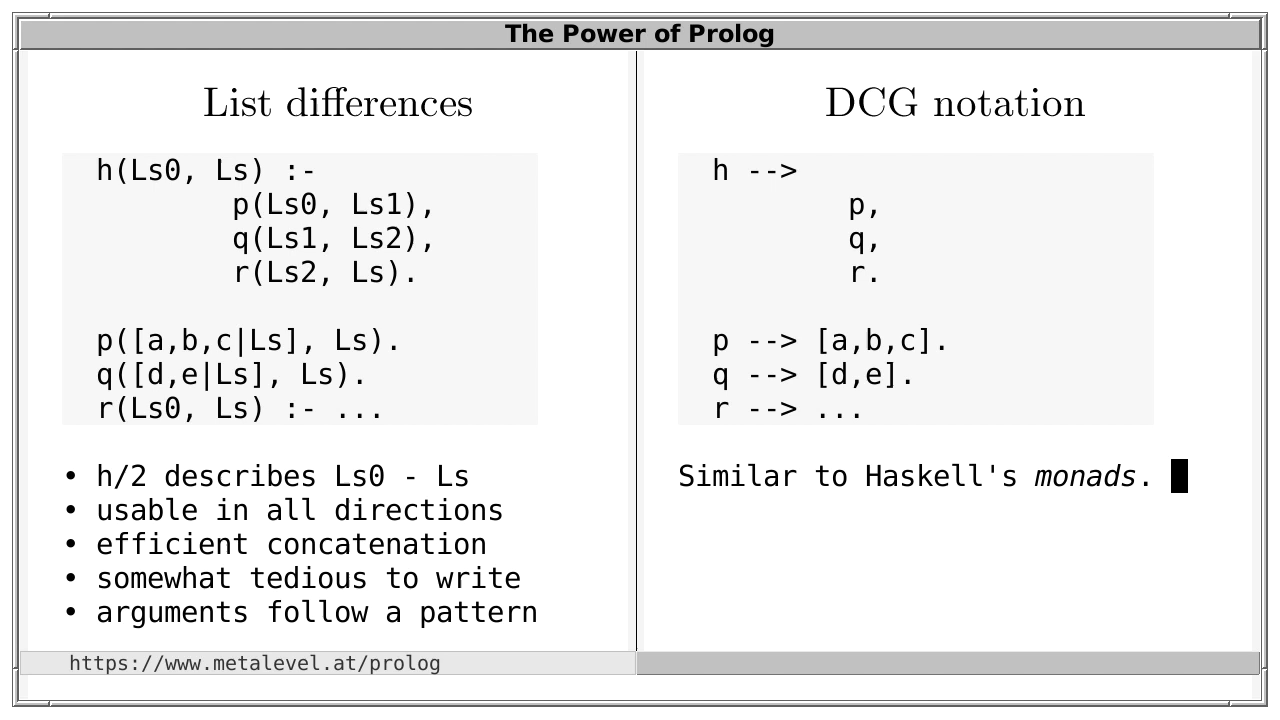 The Power of Prolog
List differences
h(Ls0, Ls) :-
        p(Ls0, Ls1),
        q(Ls1, Ls2),
        r(Ls2, Ls).
p([a,b,c|Ls], Ls).
q([d,e|Ls], Ls).
r(Ls0, Ls) :- ...
• h/2 describes Ls0 - Ls
• usable in all directions
• efficient concatenation
• somewhat tedious to write
• arguments follow a pattern
https://www.metalevel.at/prolog
DCG notation
h -->
        p,
        q,
        r.
p --> [a,b,c].
q --> [d,e].
r --> ...
Similar to Haskell's monads.